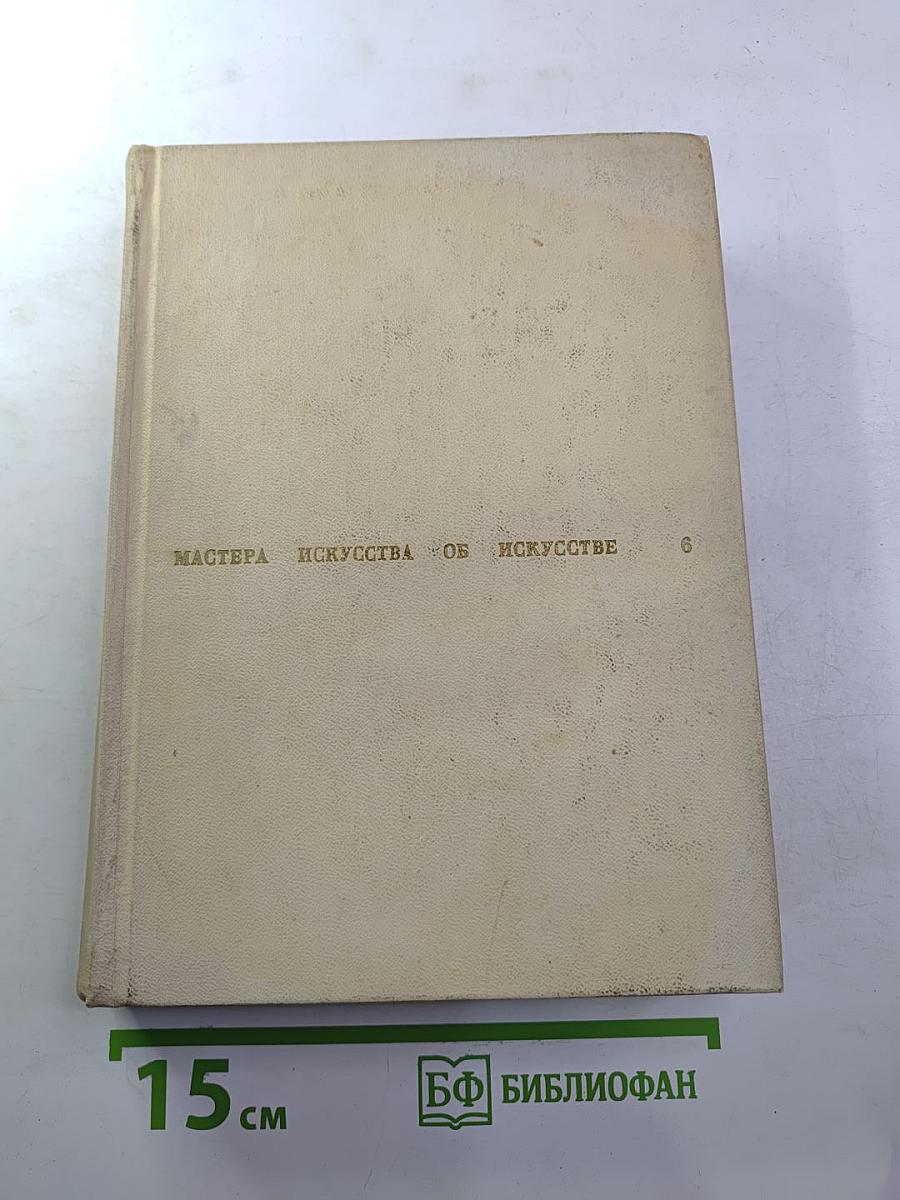 МАСТЕРА ИСКУССТВА ОБ ИСКУССТВЕ 6
15 см
БФ БИБЛИОФАН